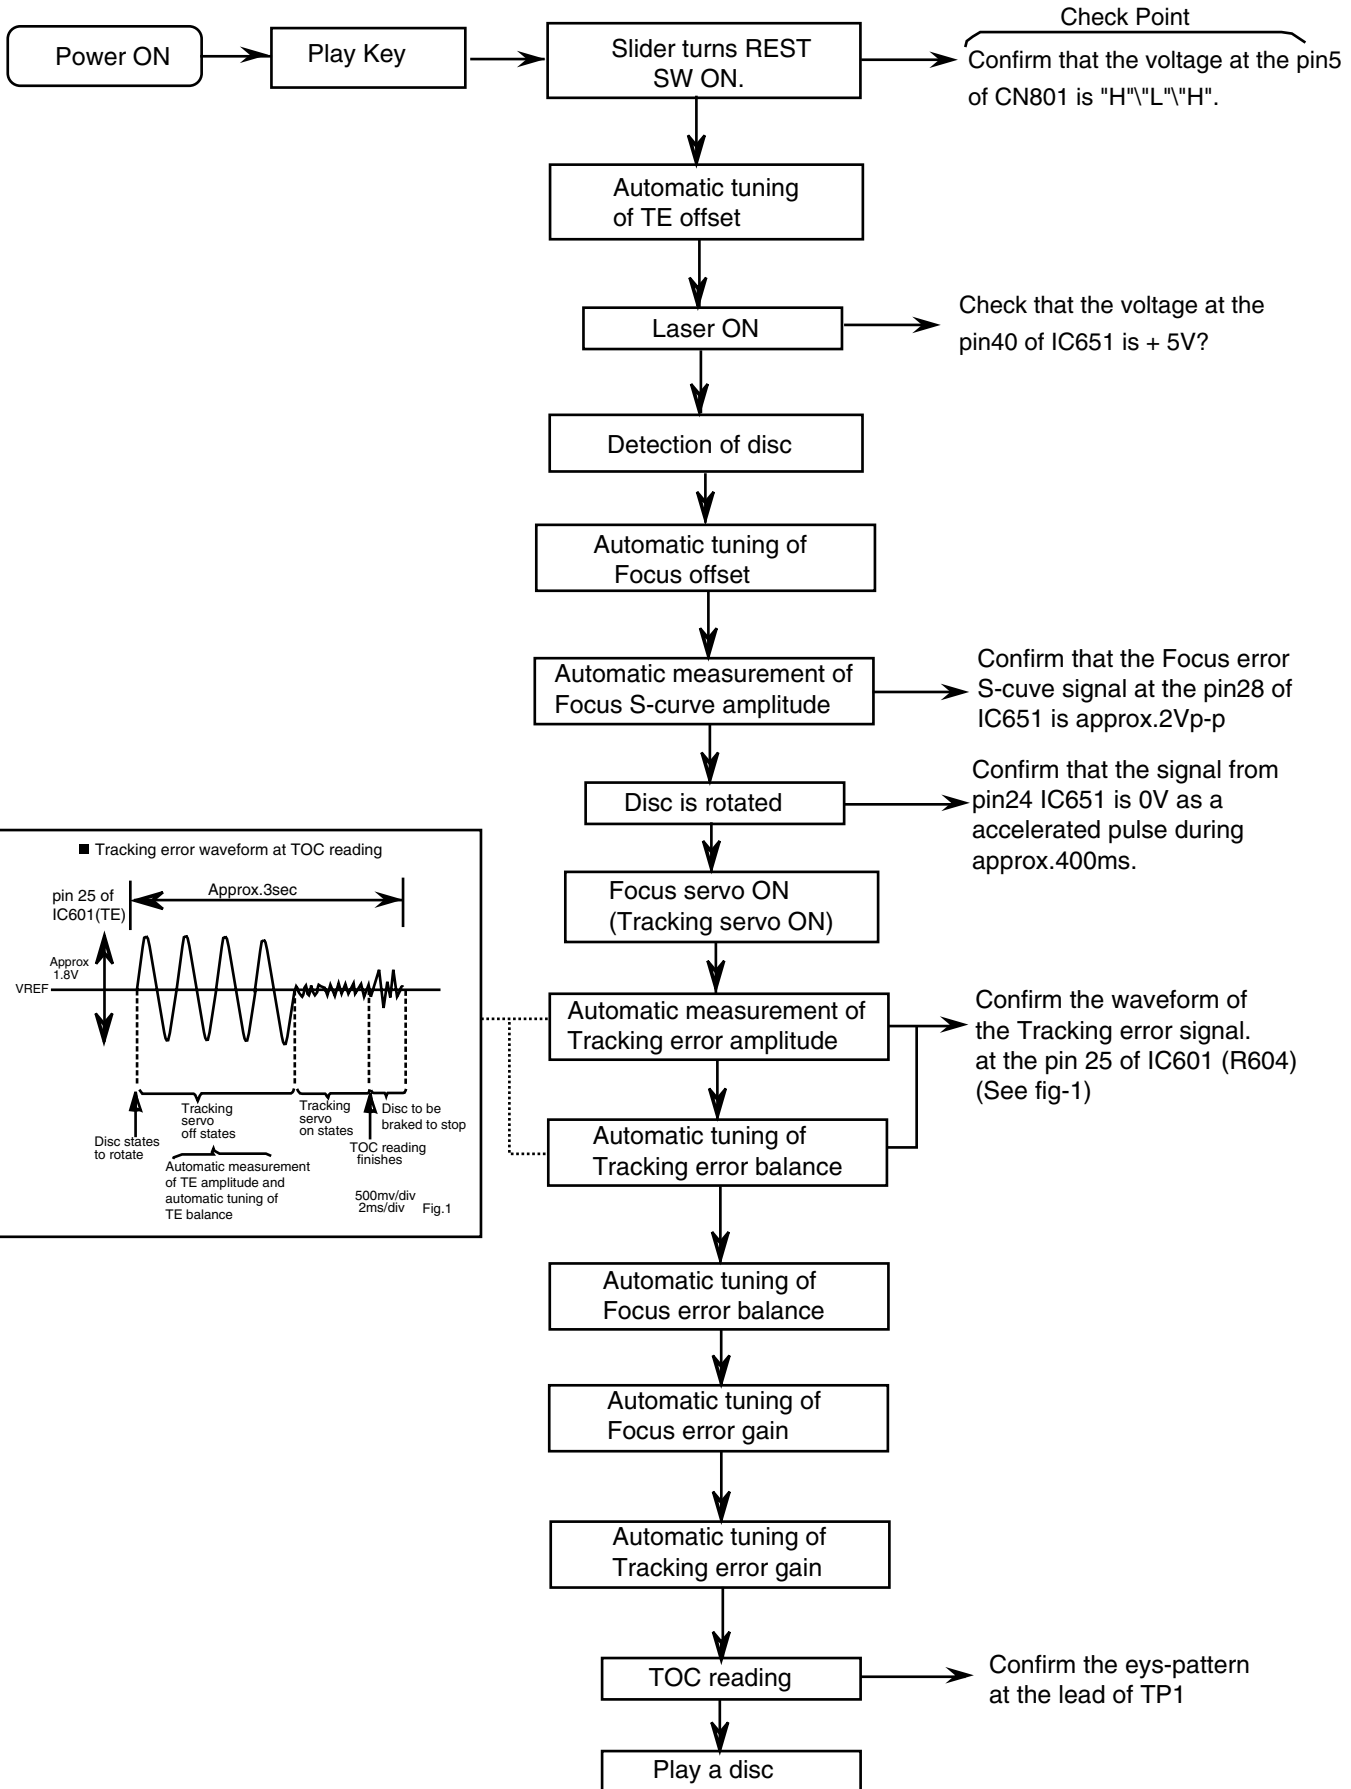 Check Point
Power ON
Play Key
Slider turns REST
SW ON.
Confirm that the voltage at the pin5
of CN801 is "H"\"L"\"H".
Automatic tuning
of TE offset
Laser ON
Check that the voltage at the
pin40 of IC651 is + 5V?
Detection of disc
Automatic tuning of
Focus offset
Automatic measurement of
Focus S-curve amplitude
Confirm that the Focus error
S-cuve signal at the pin28 of
IC651 is approx.2Vp-p
Disc is rotated
Confirm that the signal from
pin24 IC651 is 0V as a
accelerated pulse during
approx.400ms.
Focus servo ON
(Tracking servo ON)
■ Tracking error waveform at TOC reading
pin 25 of
IC601(TE)
Approx.3sec
Approx
1.8V
VREF
Disc states
to rotate
Tracking
servo
off states
Tracking
servo
on states
Disc to be
braked to stop
TOC reading
finishes
Automatic measurement
of TE amplitude and
automatic tuning of
TE balance
500mv/div
2ms/div
Fig.1
Automatic measurement of
Tracking error amplitude
Confirm the waveform of
the Tracking error signal.
at the pin 25 of IC601 (R604)
(See fig-1)
Automatic tuning of
Tracking error balance
Automatic tuning of
Focus error balance
Automatic tuning of
Focus error gain
Automatic tuning of
Tracking error gain
TOC reading
Confirm the eys-pattern
at the lead of TP1
Play a disc